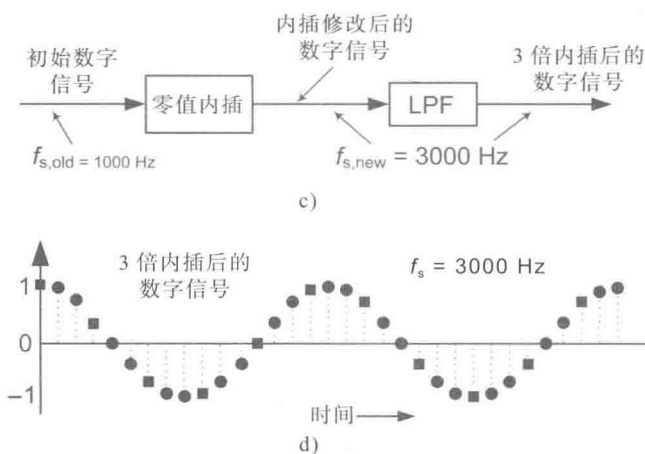 初始数字
信号
零值内插
内插修改后的
数字信号
LPF
3 倍内插后的
数字信号
fs,old = 1000 Hz
fs,new = 3000 Hz
c)
3 倍内插后的
数字信号
fs = 3000 Hz
1
0
−1
时间
d)